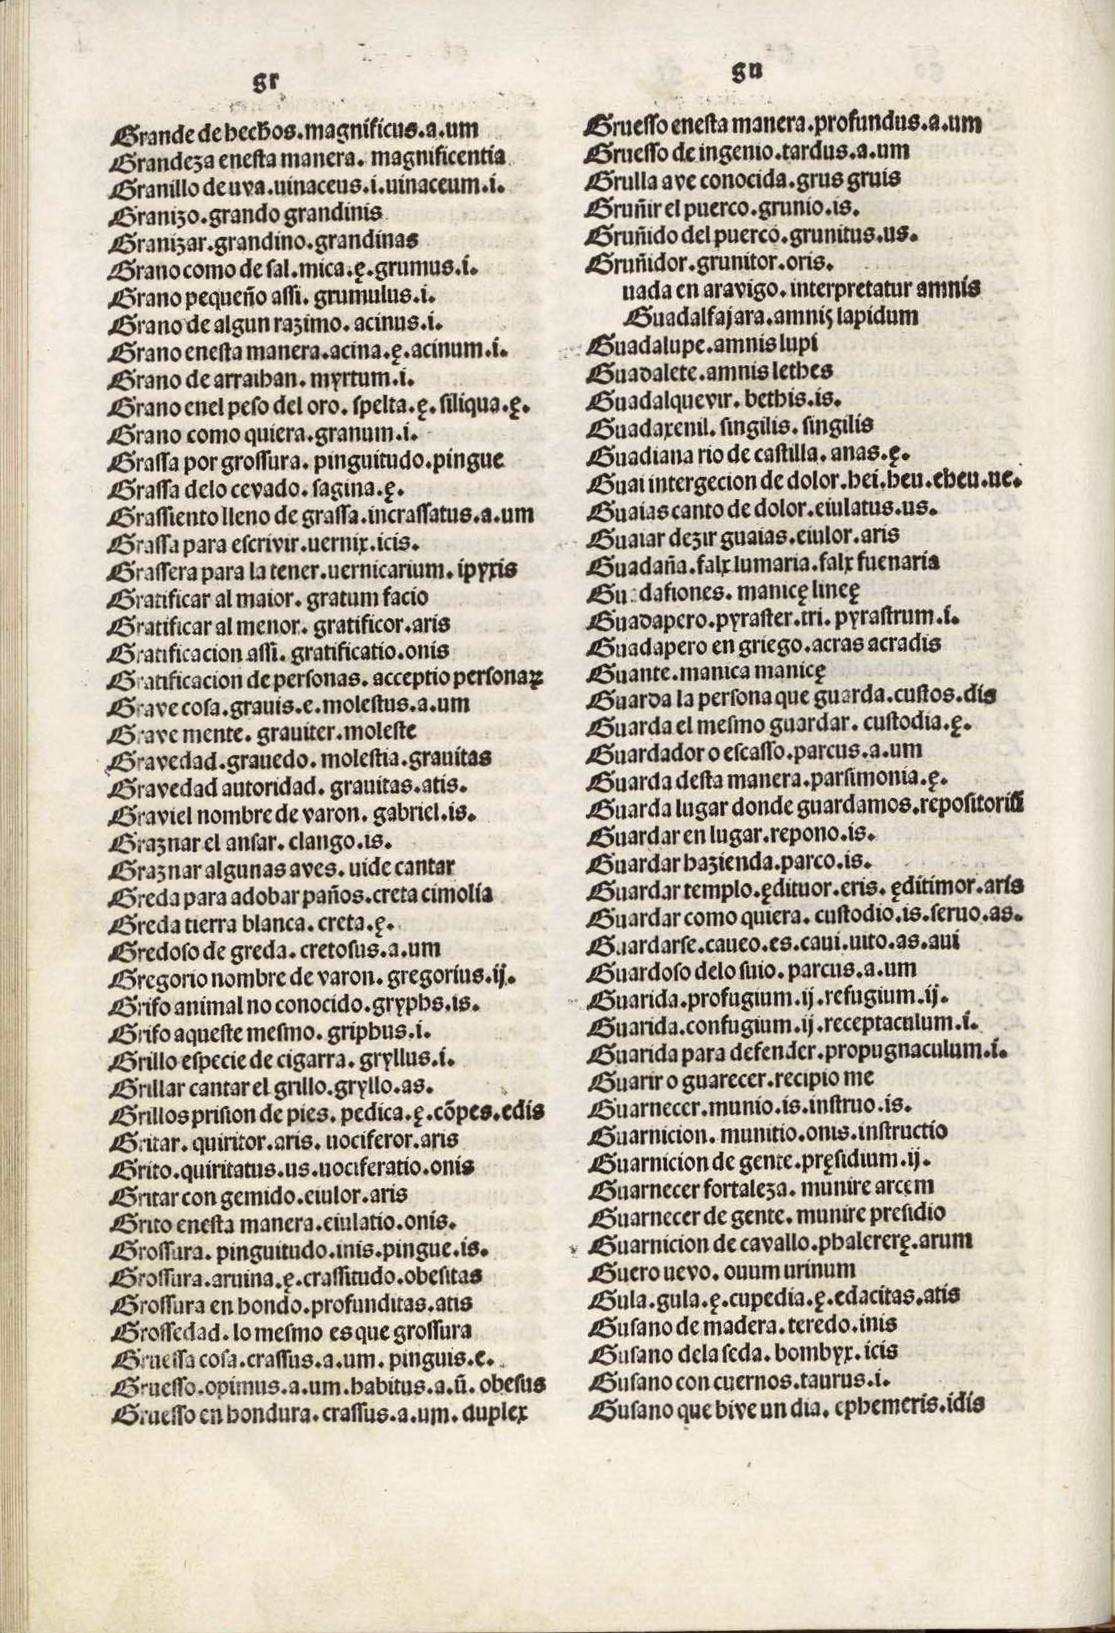 gr
Grande de hechos.magnificus.a.um
Grandeza enesta manera. magnificentia
Granillo de uva.uinaceus.i.uinaceum.i.
Granizo.grando grandinis
Granizar.grandino.grandinas
Grano como de sal.mica.ę.grumus.i.
Grano pequeño assi. grumulus.i.
Grano de algun razimo. acinus.i.
Grano enesta manera.acina.ę.acinum.i.
Grano de arraihan. myrtum.i.
Grano enel peso del oro. spelta.ę. siliqua.ę.
Grano como quiera.granum.i.
Grassa por grossura. pinguitudo.pingue
Grassa delo cevado. sagina.ę.
Grassiento lleno de grassa.incrassatus.a.um
Grassa para escrivir.uernix.icis.
Grassera para la tener.uernicarium. ipyxis
Gratificar al maior. gratum facio
Gratificar al menor. gratificor.aris
Gratificacion assi. gratificatio.onis
Gratificacion de personas. acceptio personaꝝ
Grave cosa.grauis.e.molestus.a.um
Grave mente. grauiter.moleste
Gravedad.grauedo. molestia.grauitas
Gravedad autoridad. grauitas.atis.
Graviel nombre de varon. gabriel.is.
Graznar el ansar. clango.is.
Graznar algunas aves. uide cantar
Greda para adobar paños.creta cimolia
Greda tierra blanca. creta.ę.
Gredoso de greda. cretosus.a.um
Gregorio nombre de varon. gregorius.ij.
Grifo animal no conocido.gryphs.is.
Grifo aqueste mesmo. griphus.i.
Grillo especie de cigarra. gryllus.i.
Grillar cantar el grillo.gryllo.as.
Grillos prision de pies. pedica.ę.cõpes.edis
Gritar. quiritor.aris. uociferor.aris
Grito.quiritatus.us.uociferatio.onis
Gritar con gemido.eiulor.aris
Grito enesta manera.eiulatio.onis.
Grossura. pinguitudo.inis.pingue.is.
Grossura.aruina.ę.crassitudo.obesitas
Grossura en hondo.profunditas.atis
Grossedad. lo mesmo es que grossura
Gruessa cosa.crassus.a.um. pinguis.e.
Gruesso.opimus.a.um.habitus.a.ũ. obesus
Gruesso en hondura.crassus.a.um. duplex
gu
Gruesso enesta manera.profundus.a.um
Gruesso de ingenio.tardus.a.um
Grulla ave conocida.grus gruis
Gruñir el puerco.grunio.is.
Gruñido del puerco.grunitus.us.
Gruñidor.grunitor.oris.
uada en aravigo.interpretatur amnis
Guadalfajara.amnis lapidum
Guadalupe.amnis lupi
Guadalete.amnis lethes
Guadalquevir. bethis.is.
Guadaxenil. singilis. singilis
Guadiana rio de castilla. anas.ę.
Guai intergecion de dolor.hei.heu.eheu.ue.
Guaias canto de dolor.eiulatus.us.
Guaiar dezir guaias.eiulor.aris
Guadaña.falx lumaria.falx fuenaria
Guadafiones. manicę lineę
Guadapero.pyraster.tri. pyrastrum.i.
Guadapero en griego.acras acradis
Guante.manica manicę
Guarda la persona que guarda.custos.dis
Guarda el mesmo guardar. custodia.ę.
Guardador o escasso.parcus.a.um
Guarda desta manera.parsimonia.ę.
Guarda lugar donde guardamos.repositoriũ
Guardar en lugar.repono.is.
Guardar hazienda.parco.is.
Guardar templo.ędituor.eris. ęditimor.aris
Guardar como quiera. custodio.is.seruo.as.
Guardarse.caueo.es.caui.uito.as.aui
Guardoso delo suio. parcus.a.um
Guarida.profugium.ij.refugium.ij.
Guarida.confugium.ij.receptaculum.i.
Guarida para defender.propugnaculum.i.
Guarir o guarecer.recipio me
Guarnecer.munio.is.instruo.is.
Guarnicion. munitio.onis.instructio
Guarnicion de gente.pręsidium.ij.
Guarnecer fortaleza. munire arcem
Guarnecer de gente. munire presidio
Guarnicion de cavallo.phalererę.arum
Guero uevo. ouum urinum
Gula.gula.ę.cupedia.ę.edacitas.atis
Gusano de madera.teredo.inis
Gusano dela seda. bombyx.icis
Gusano con cuernos.taurus.i.
Gusano que bive un dia. ephemeris.idis